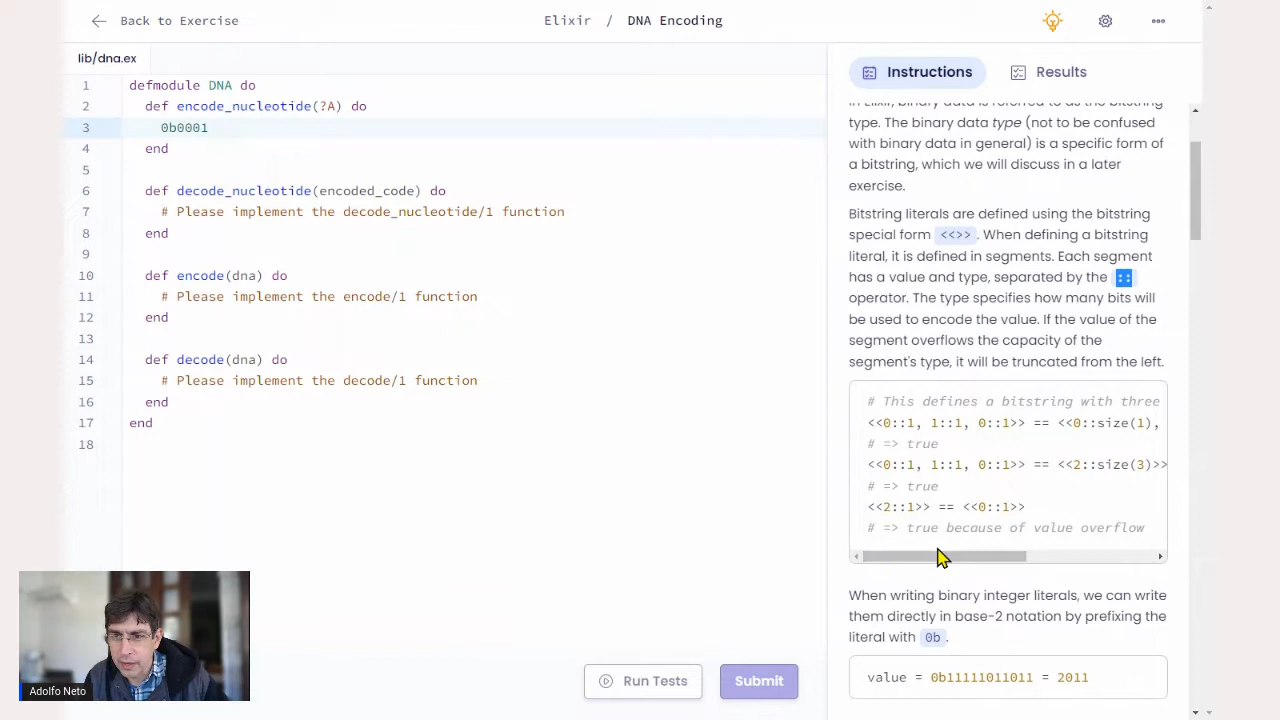 Back to Exercise
Elixir / DNA Encoding
lib/dna.ex
1 defmodule DNA do
2 def encode_nucleotide(?A) do
3 0b0001
4 end
5
6 def decode_nucleotide(encoded_code) do
7 # Please implement the decode_nucleotide/1 function
8 end
9
10 def encode(dna) do
11 # Please implement the encode/1 function
12 end
13
14 def decode(dna) do
15 # Please implement the decode/1 function
16 end
17 end
18
Run Tests
Submit
Instructions
Results
In Elixir, binary data is referred to as the bitstring
type. The binary data type (not to be confused
with binary data in general) is a specific form of
a bitstring, which we will discuss in a later
exercise.
Bitstring literals are defined using the bitstring
special form <<>>. When defining a bitstring
literal, it is defined in segments. Each segment
has a value and type, separated by the ::
operator. The type specifies how many bits will
be used to encode the value. If the value of the
segment overflows the capacity of the
segment's type, it will be truncated from the left.
# This defines a bitstring with three
<<0::1, 1::1, 0::1>> == <<0::size(1),
# => true
<<0::1, 1::1, 0::1>> == <<2::size(3)>>
# => true
<<2::1>> == <<0::1>>
# => true because of value overflow
When writing binary integer literals, we can write
them directly in base-2 notation by prefixing the
literal with 0b.
value = 0b11111011011 = 2011
Adolfo Neto